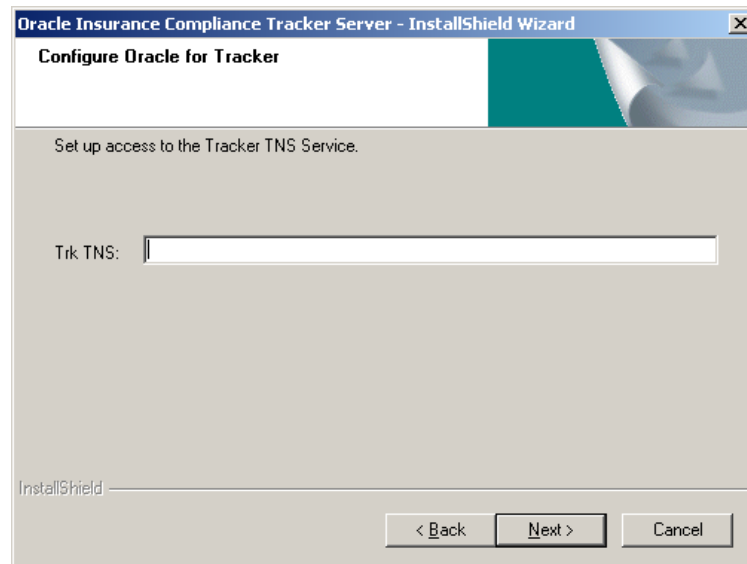 Oracle Insurance Compliance Tracker Server - InstallShield Wizard
Configure Oracle for Tracker
Set up access to the Tracker TNS Service.
Trk TNS:
InstallShield
< Back Next > Cancel